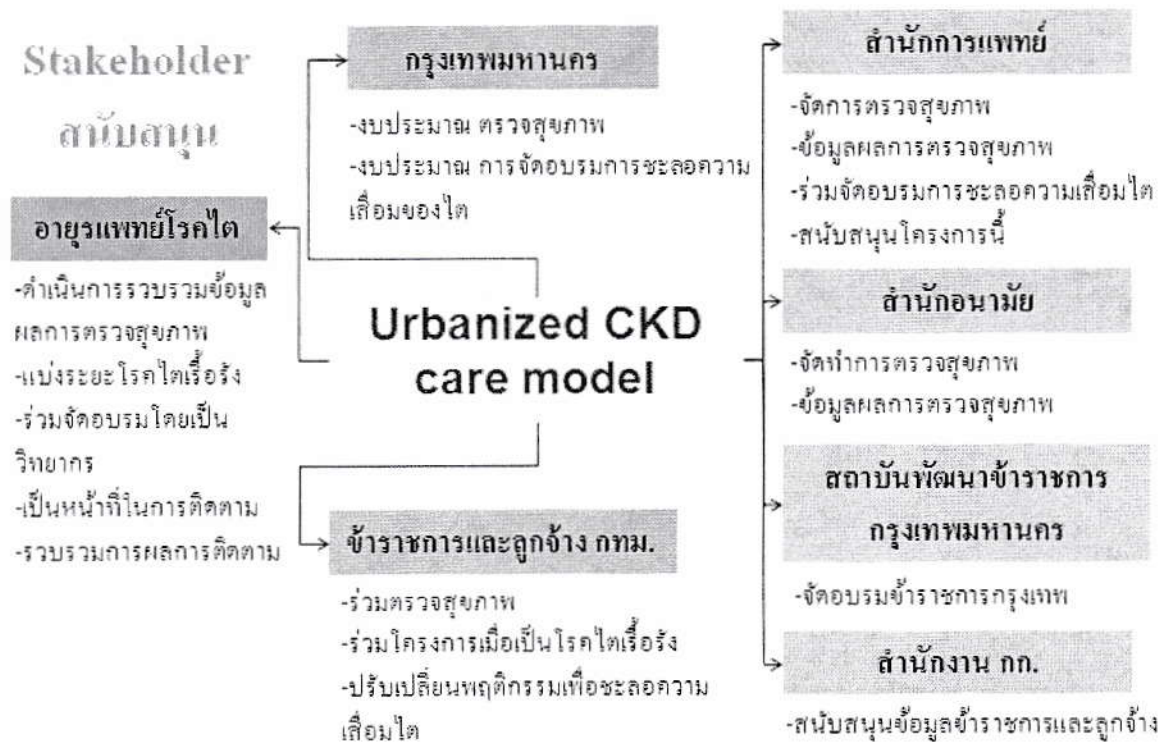 Stakeholder
สนับสนุน
อายุรแพทย์โรคไต
-ดำเนินการรวบรวมข้อมูล
ผลการตรวจสุขภาพ
-แบ่งระยะโรคไตเรื้อรัง
-ร่วมจัดอบรมโดยเป็น
วิทยากร
-เป็นหน้าที่ในการติดตาม
-รวบรวมการผลการติดตาม
กรุงเทพมหานคร
-งบประมาณ ตรวจสุขภาพ
-งบประมาณ การจัดอบรมการชะลอความ
เสื่อมของไต
Urbanized CKD
care model
ข้าราชการและลูกจ้าง กทม.
-ร่วมตรวจสุขภาพ
-ร่วมโครงการเมื่อเป็นโรคไตเรื้อรัง
-ปรับเปลี่ยนพฤติกรรมเพื่อชะลอความ
เสื่อมไต
สำนักการแพทย์
-จัดการตรวจสุขภาพ
-ข้อมูลผลการตรวจสุขภาพ
-ร่วมจัดอบรมการชะลอความเสื่อมไต
-สนับสนุนโครงการนี้
สำนักอนามัย
-จัดทำการตรวจสุขภาพ
-ข้อมูลผลการตรวจสุขภาพ
สถาบันพัฒนาข้าราชการ
กรุงเทพมหานคร
-จัดอบรมข้าราชการกรุงเทพ
สำนักงาน กก.
-สนับสนุนข้อมูลข้าราชการและลูกจ้าง